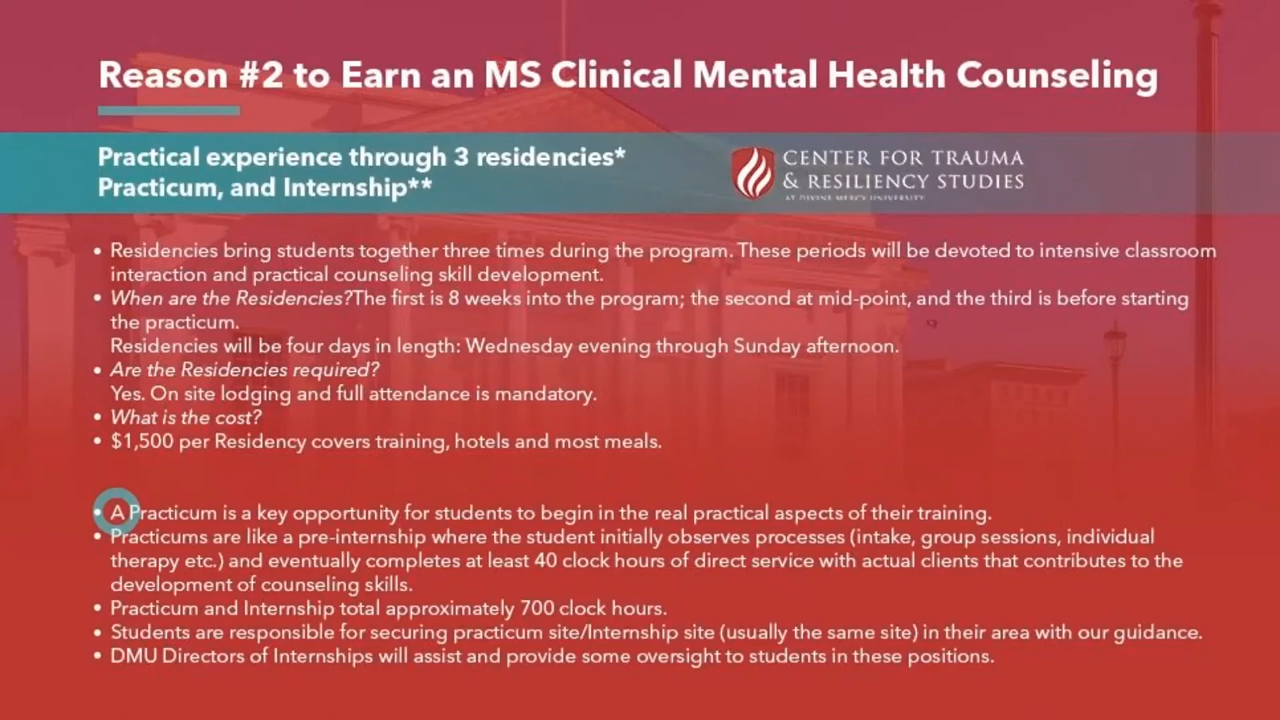 Reason #2 to Earn an MS Clinical Mental Health Counseling
Practical experience through 3 residencies*
Practicum, and Internship**
CENTER FOR TRAUMA
& RESILIENCY STUDIES
AT DIVINE MERCY UNIVERSITY
• Residencies bring students together three times during the program. These periods will be devoted to intensive classroom
interaction and practical counseling skill development.
• When are the Residencies?The first is 8 weeks into the program; the second at mid-point, and the third is before starting
the practicum.
Residencies will be four days in length: Wednesday evening through Sunday afternoon.
• Are the Residencies required?
Yes. On site lodging and full attendance is mandatory.
• What is the cost?
• $1,500 per Residency covers training, hotels and most meals.
• A Practicum is a key opportunity for students to begin in the real practical aspects of their training.
• Practicums are like a pre-internship where the student initially observes processes (intake, group sessions, individual
therapy etc.) and eventually completes at least 40 clock hours of direct service with actual clients that contributes to the
development of counseling skills.
• Practicum and Internship total approximately 700 clock hours.
• Students are responsible for securing practicum site/Internship site (usually the same site) in their area with our guidance.
• DMU Directors of Internships will assist and provide some oversight to students in these positions.